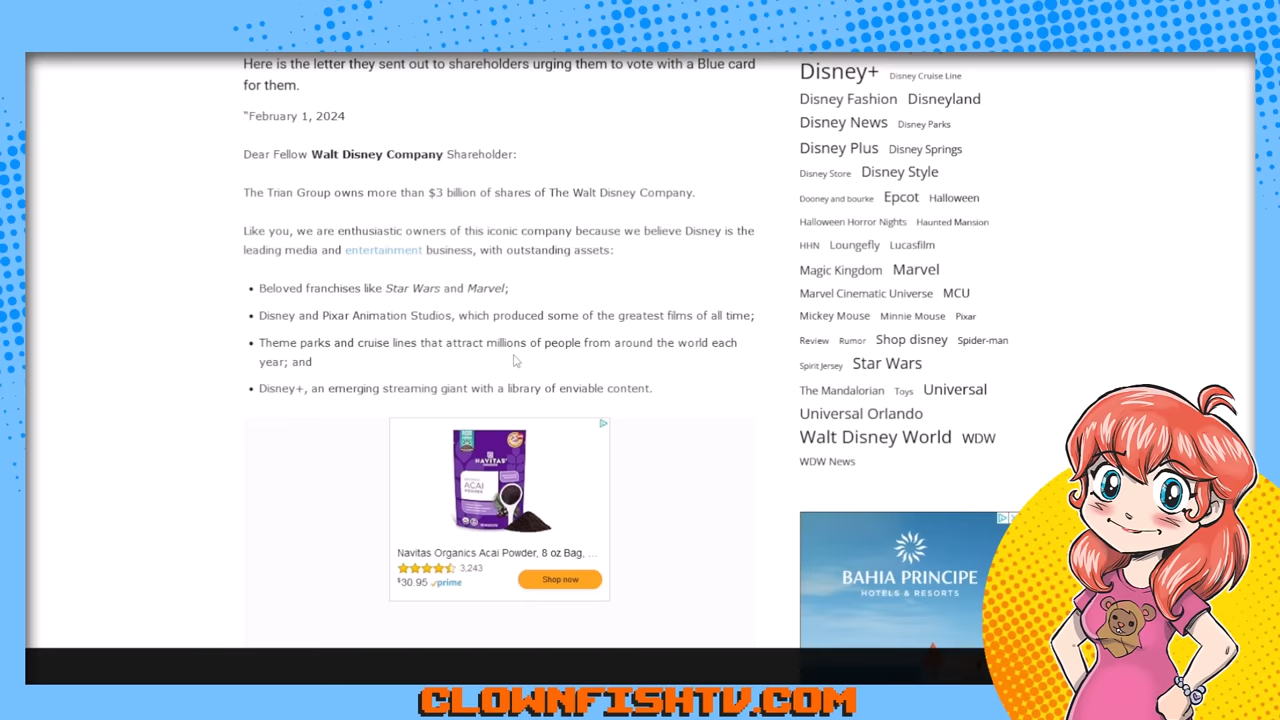 Here is the letter they sent out to shareholders urging them to vote with a Blue card
for them.
"February 1, 2024
Dear Fellow Walt Disney Company Shareholder:
The Trian Group owns more than $3 billion of shares of The Walt Disney Company.
Like you, we are enthusiastic owners of this iconic company because we believe Disney is the
leading media and entertainment business, with outstanding assets:
• Beloved franchises like Star Wars and Marvel;
• Disney and Pixar Animation Studios, which produced some of the greatest films of all time;
• Theme parks and cruise lines that attract millions of people from around the world each
year; and
• Disney+, an emerging streaming giant with a library of enviable content.
NAVITAS
ACAI
POWDER
Navitas Organics Acai Powder, 8 oz Bag, ...
3,243
$30.95 prime
Shop now
Disney+ Disney Cruise Line
Disney Fashion Disneyland
Disney News Disney Parks
Disney Plus Disney Springs
Disney Store Disney Style
Dooney and bourke Epcot Halloween
Halloween Horror Nights Haunted Mansion
HHN Loungefly Lucasfilm
Magic Kingdom Marvel
Marvel Cinematic Universe MCU
Mickey Mouse Minnie Mouse Pixar
Review Rumor Shop disney Spider-man
Spirit Jersey Star Wars
The Mandalorian Toys Universal
Universal Orlando
Walt Disney World WDW
WDW News
BAHIA PRINCIPE
HOTELS & RESORTS
CLOWNFISHTV.COM